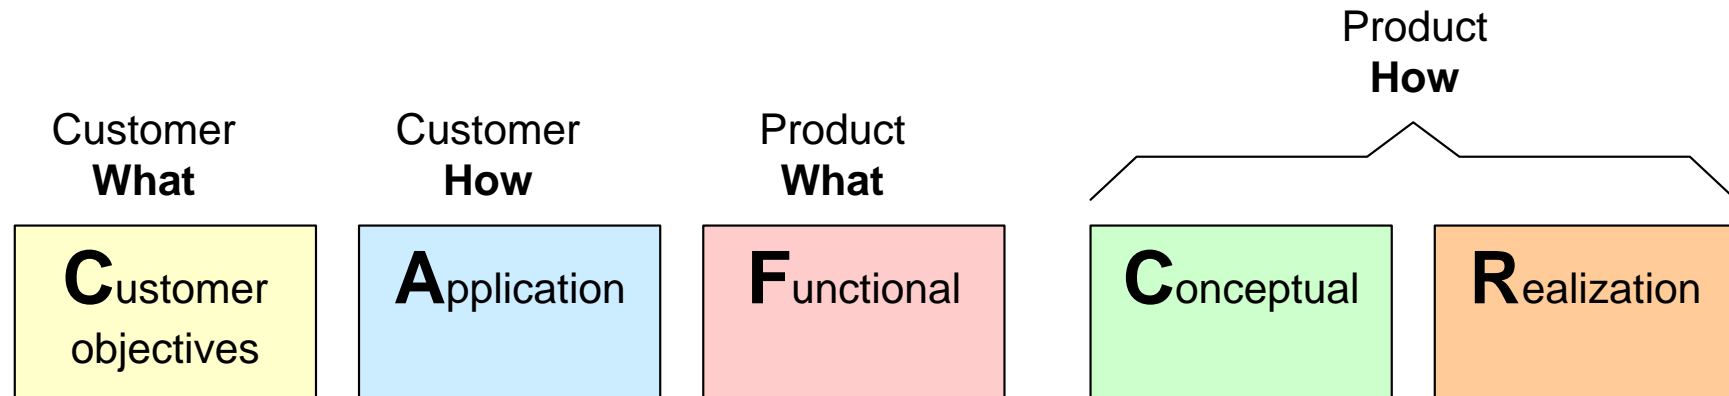 Product
How
Customer
What
Customer
How
Product
What
Customer
objectives
Application
Functional
Conceptual
Realization